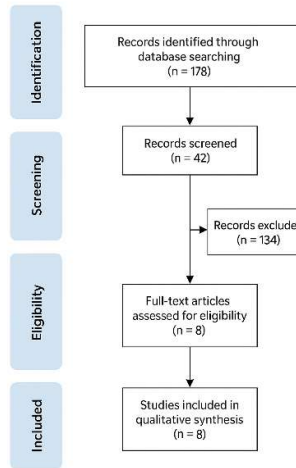 Identification
Records identified through
database searching
(n = 178)
Screening
Records screened
(n = 42)
Records exclude
(n = 134)
Eligibility
Full-text articles
assessed for eligibility
(n = 8)
Included
Studies included in
qualitative synthesis
(n = 8)